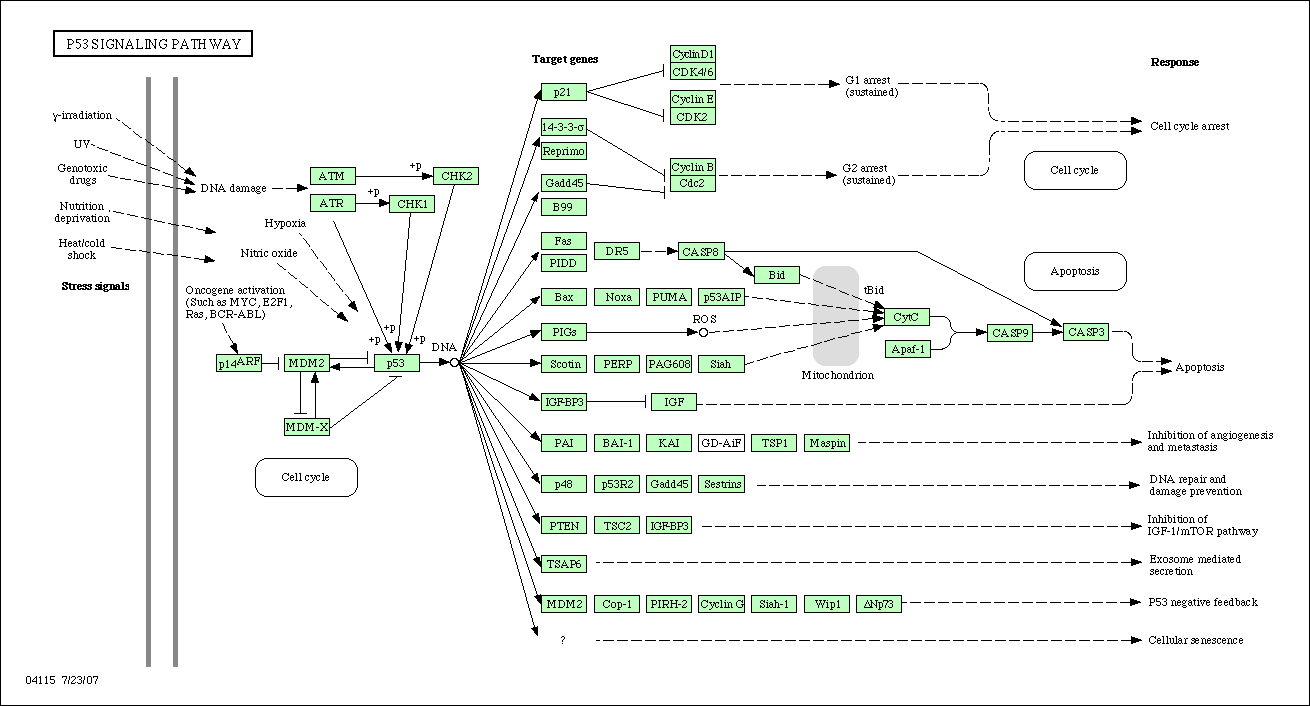 P53 SIGNALING PATHWAY
Target genes
Response
γ-irradiation
UV
Genotoxic
drugs
Nutrition
deprivation
Heat/cold
shock
Stress signals
DNA damage
ATM
+p
CHK2
ATR
+p
CHK1
Hypoxia
Nitric oxide
Oncogene activation
(Such as MYC, E2F1,
Ras, BCR-ABL)
+p
+p
+p
p14ARF
MDM2
p53
DNA
MDM-X
Cell cycle
p21
CyclinD1
CDK4/6
Cyclin E
CDK2
G1 arrest
(sustained)
Cell cycle arrest
14-3-3-σ
Reprimo
Gadd45
B99
Cyclin B
Cdc2
G2 arrest
(sustained)
Cell cycle
Fas
PIDD
DR5
CASP8
Bid
tBid
Apoptosis
Bax
Noxa
PUMA
p53AIP
CytC
PIGs
ROS
CASP9
CASP3
Apaf-1
Scotin
PERP
PAG608
Siah
Mitochondrion
Apoptosis
IGF-BP3
IGF
PAI
BAI-1
KAI
GD-AiF
TSP1
Maspin
Inhibition of angiogenesis
and metastasis
p48
p53R2
Gadd45
Sestrins
DNA repair and
damage prevention
PTEN
TSC2
IGF-BP3
Inhibition of
IGF-1/mTOR pathway
TSAP6
Exosome mediated
secretion
MDM2
Cop-1
PIRH-2
Cyclin G
Siah-1
Wip1
ΔNp73
P53 negative feedback
?
Cellular senescence
04115 7/23/07